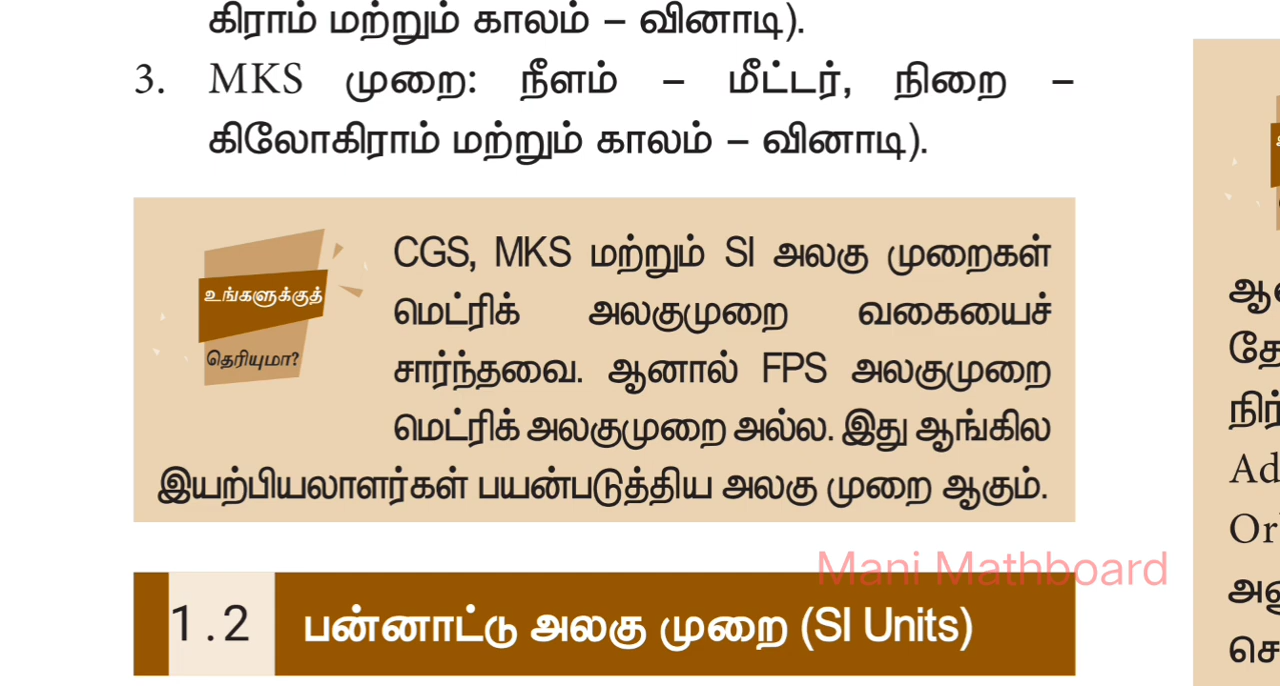 கிராம் மற்றும் காலம் – வினாடி).
3. MKS முறை: நீளம் – மீட்டர், நிறை –
கிலோகிராம் மற்றும் காலம் – வினாடி).
உங்களுக்குத்
தெரியுமா?
CGS, MKS மற்றும் SI அலகு முறைகள்
மெட்ரிக் அலகுமுறை வகையைச்
சார்ந்தவை. ஆனால் FPS அலகுமுறை
மெட்ரிக் அலகுமுறை அல்ல. இது ஆங்கில
இயற்பியலாளர்கள் பயன்படுத்திய அலகு முறை ஆகும்.
Mani Mathboard
1.2 பன்னாட்டு அலகு முறை (SI Units)